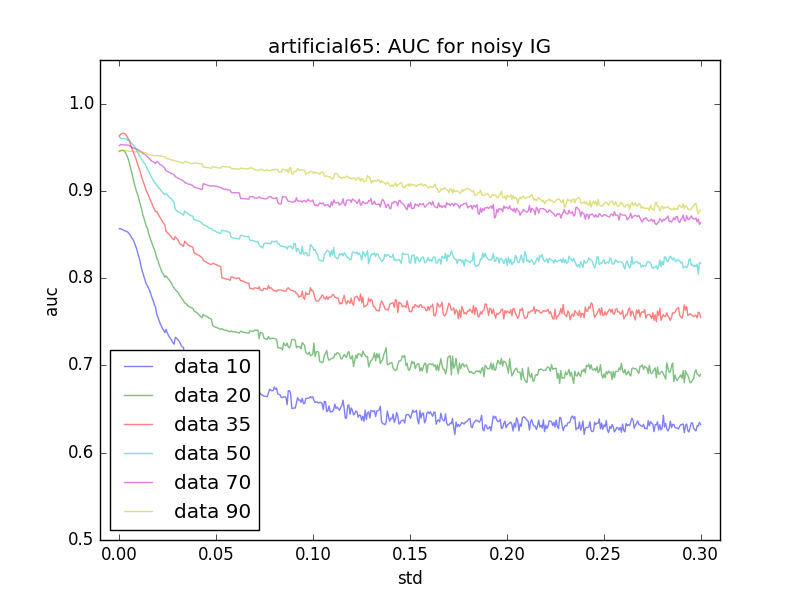 artificial65: AUC for noisy IG
auc
1.0
0.9
0.8
0.7
0.6
0.5
data 10
data 20
data 35
data 50
data 70
data 90
0.00 0.05 0.10 0.15 0.20 0.25 0.30
std